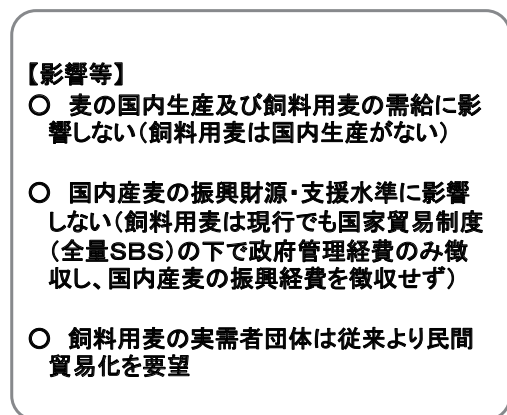 【影響等】
○　麦の国内生産及び飼料用麦の需給に影
響しない(飼料用麦は国内生産がない)
○　国内産麦の振興財源・支援水準に影響
しない(飼料用麦は現行でも国家貿易制度
(全量SBS)の下で政府管理経費のみ徴
収し、国内産麦の振興経費を徴収せず)
○　飼料用麦の実需者団体は従来より民間
貿易化を要望